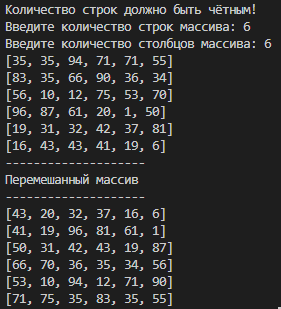 Количество строк должно быть чётным!
Введите количество строк массива: 6
Введите количество столбцов массива: 6
[35, 35, 94, 71, 71, 55]
[83, 35, 66, 90, 36, 34]
[56, 10, 12, 75, 53, 70]
[96, 87, 61, 20, 1, 50]
[19, 31, 32, 42, 37, 81]
[16, 43, 43, 41, 19, 6]
--------------------
Перемешанный массив
--------------------
[43, 20, 32, 37, 16, 6]
[41, 19, 96, 81, 61, 1]
[50, 31, 42, 43, 19, 87]
[66, 70, 36, 35, 34, 56]
[53, 10, 94, 12, 71, 90]
[71, 75, 35, 83, 35, 55]